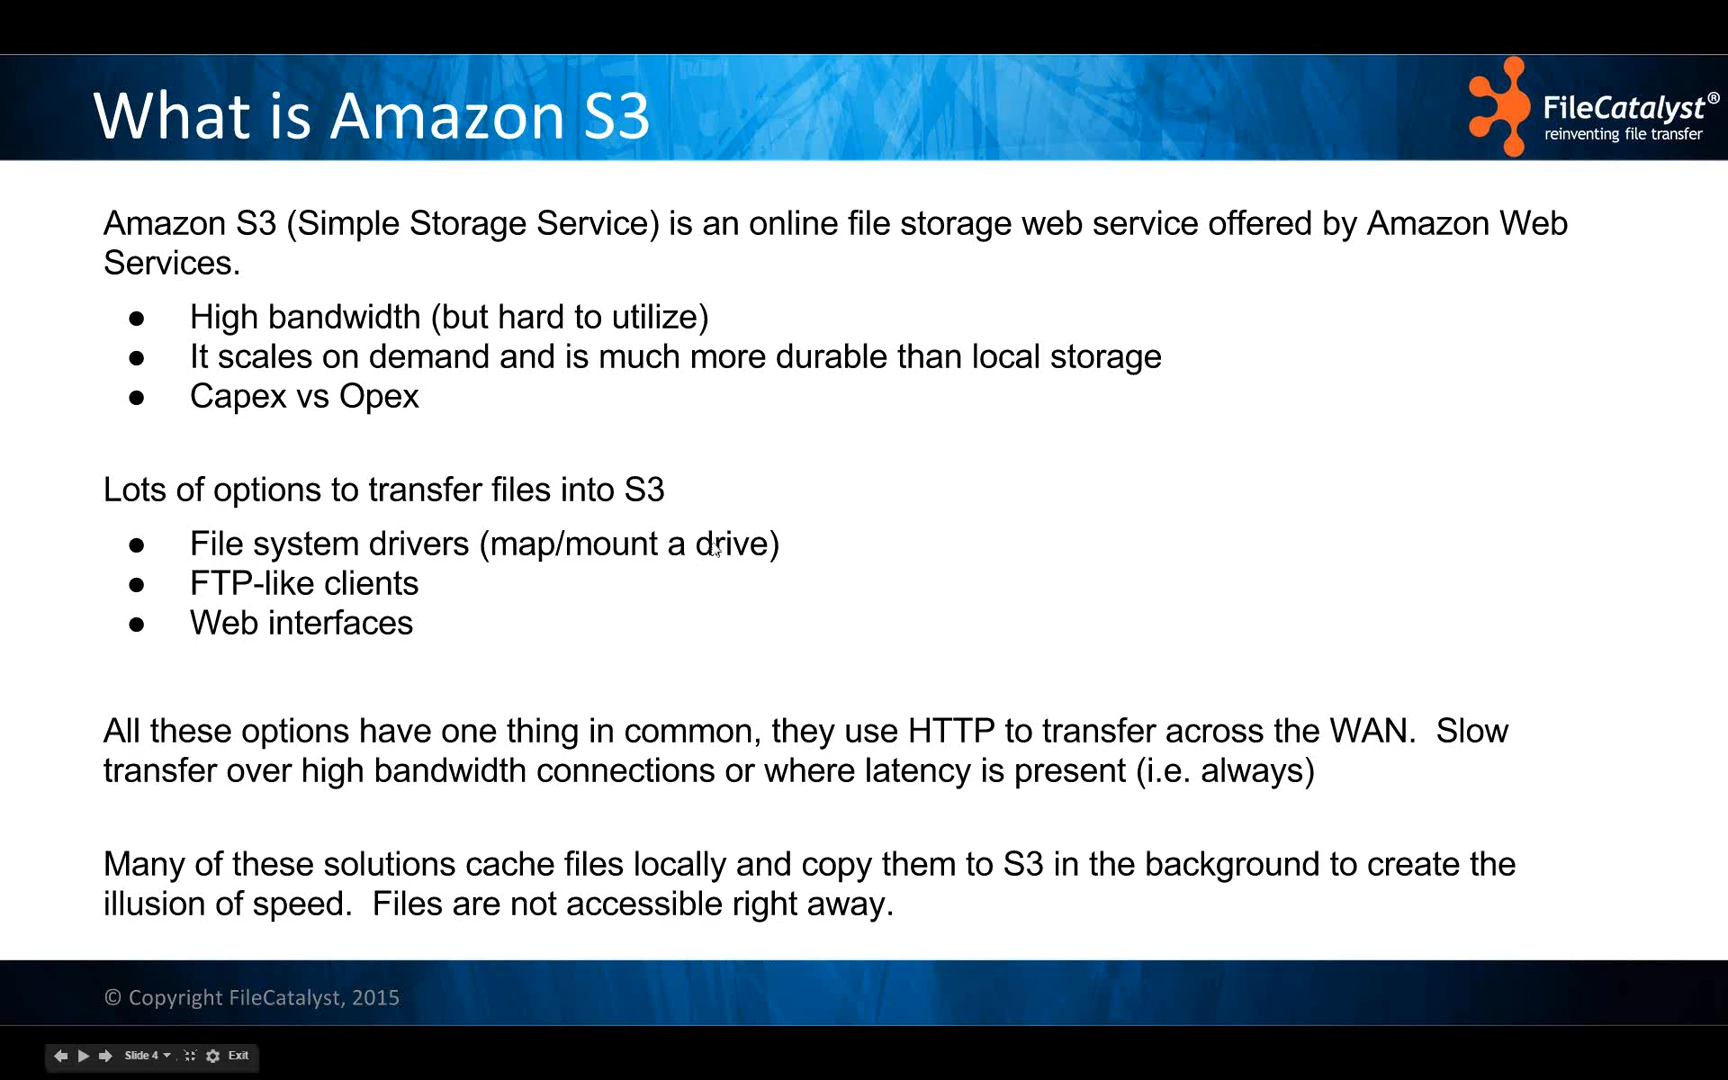 What is Amazon S3
FileCatalyst®
reinventing file transfer
Amazon S3 (Simple Storage Service) is an online file storage web service offered by Amazon Web
Services.
● High bandwidth (but hard to utilize)
● It scales on demand and is much more durable than local storage
● Capex vs Opex
Lots of options to transfer files into S3
● File system drivers (map/mount a drive)
● FTP-like clients
● Web interfaces
All these options have one thing in common, they use HTTP to transfer across the WAN.  Slow
transfer over high bandwidth connections or where latency is present (i.e. always)
Many of these solutions cache files locally and copy them to S3 in the background to create the
illusion of speed.  Files are not accessible right away.
© Copyright FileCatalyst, 2015
Slide 4 Exit